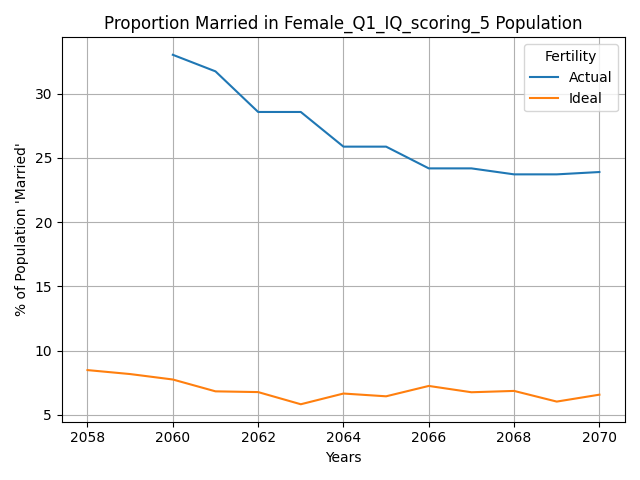 Proportion Married in Female_Q1_IQ_scoring_5 Population
% of Population 'Married'
30
25
20
15
10
5
Fertility
Actual
Ideal
2058 2060 2062 2064 2066 2068 2070
Years